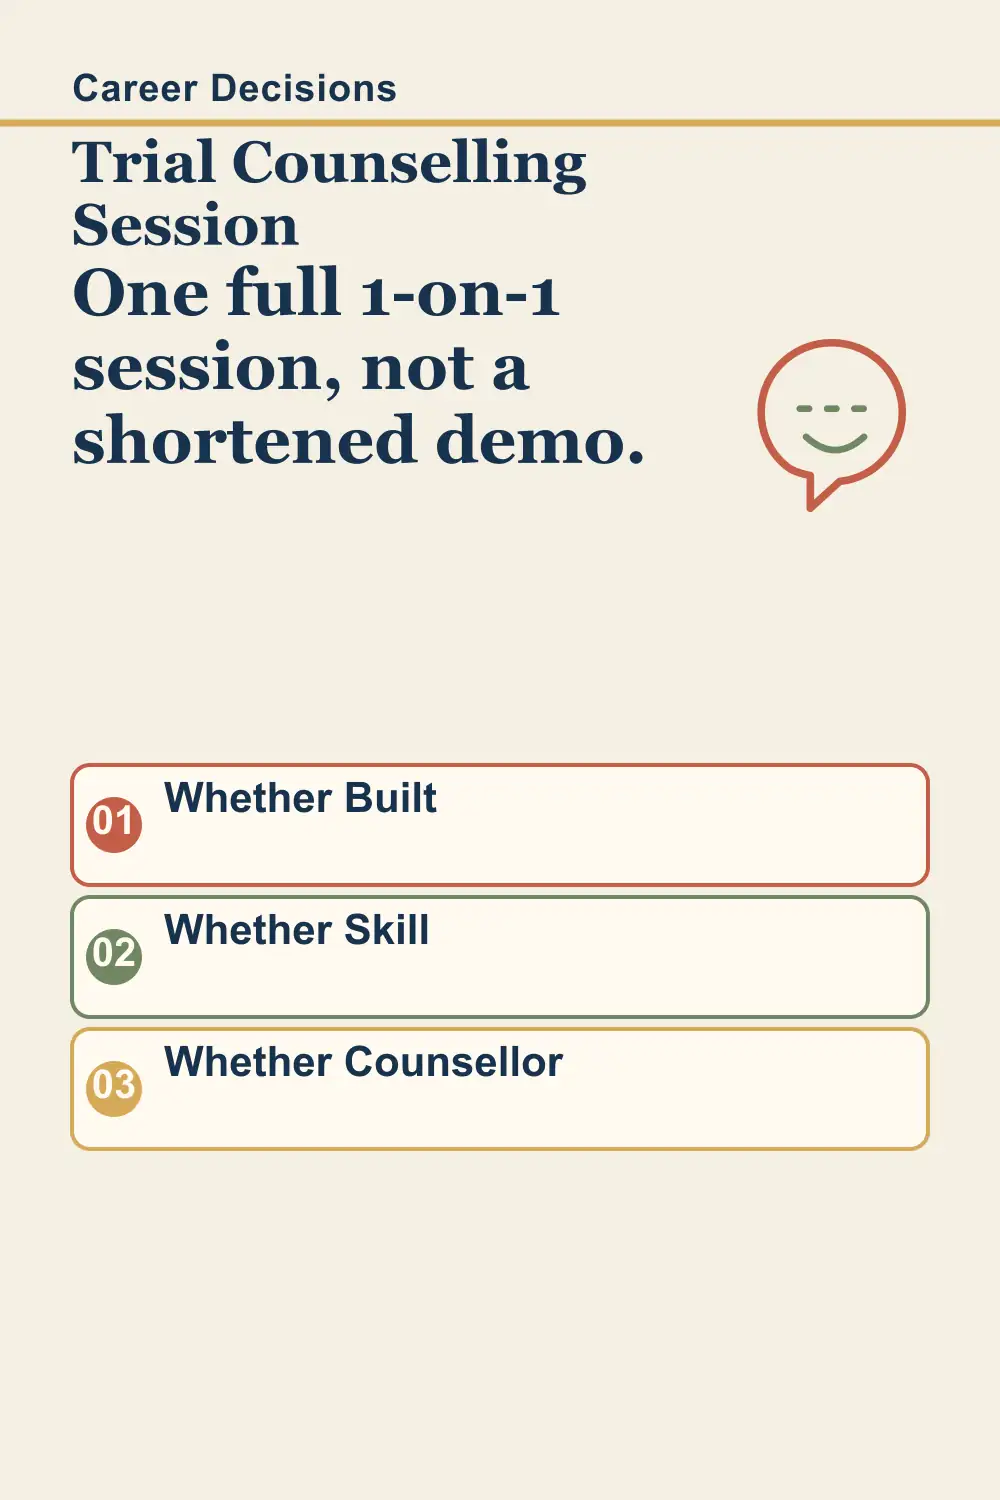 Career Decisions
Trial Counselling
Session
One full 1-on-1
session, not a
shortened demo.
01
Whether Built
02
Whether Skill
03
Whether Counsellor